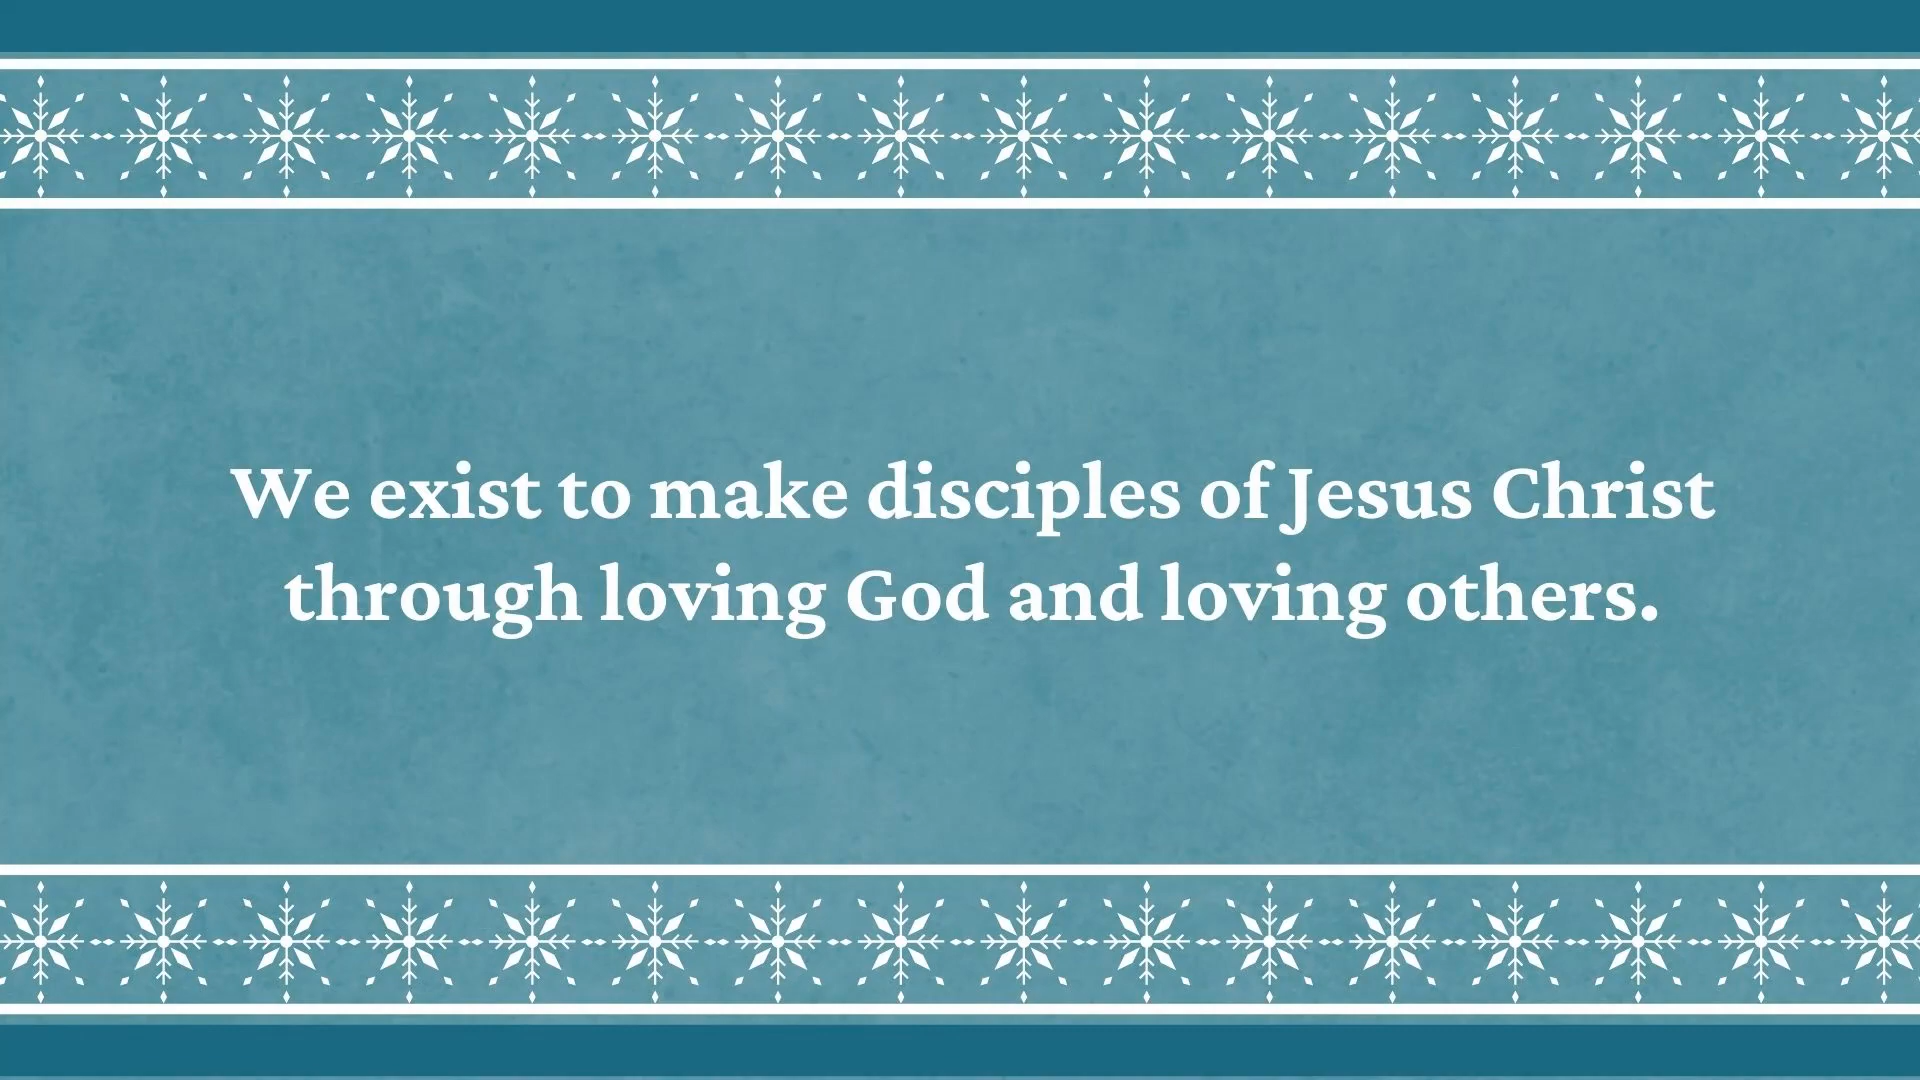 We exist to make disciples of Jesus Christ
through loving God and loving others.